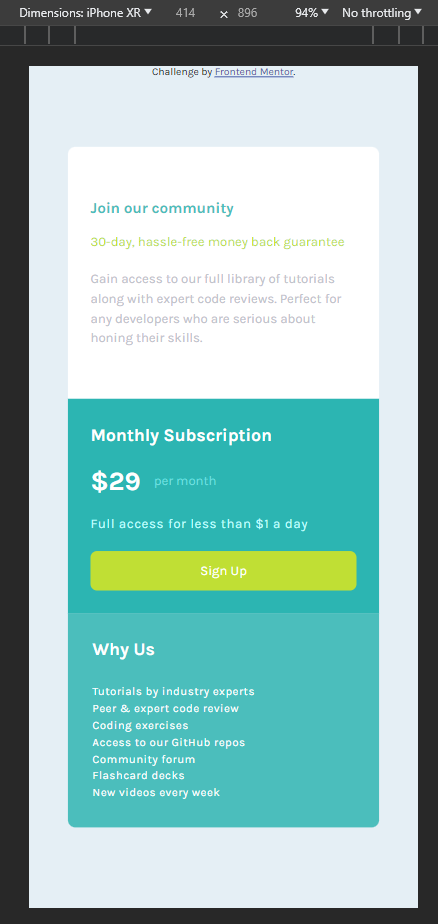 Dimensions: iPhone XR 414 × 896 94% No throttling
Challenge by Frontend Mentor.
Join our community
30-day, hassle-free money back guarantee
Gain access to our full library of tutorials
along with expert code reviews. Perfect for
any developers who are serious about
honing their skills.
Monthly Subscription
$29 per month
Full access for less than $1 a day
Sign Up
Why Us
Tutorials by industry experts
Peer & expert code review
Coding exercises
Access to our GitHub repos
Community forum
Flashcard decks
New videos every week